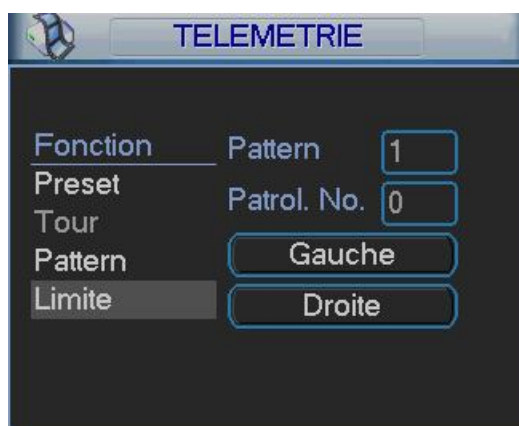 TELEMETRIE
Fonction
Preset
Tour
Pattern
Limite
Pattern 1
Patrol. No. 0
Gauche
Droite